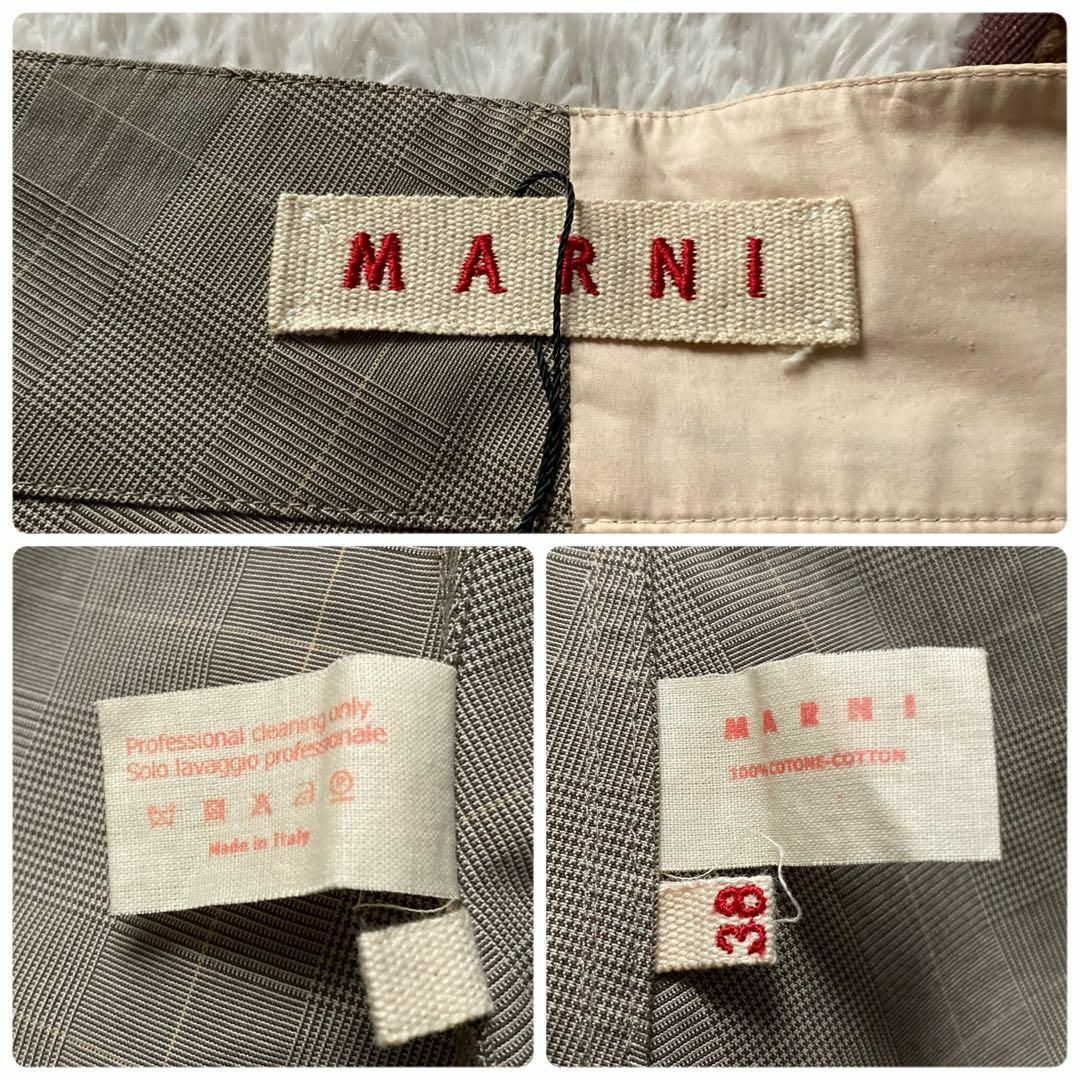 MARNI
Professional cleaning only
Solo lavaggio professionale
Made in Italy
MARNI
100%COTONE-COTTON
38